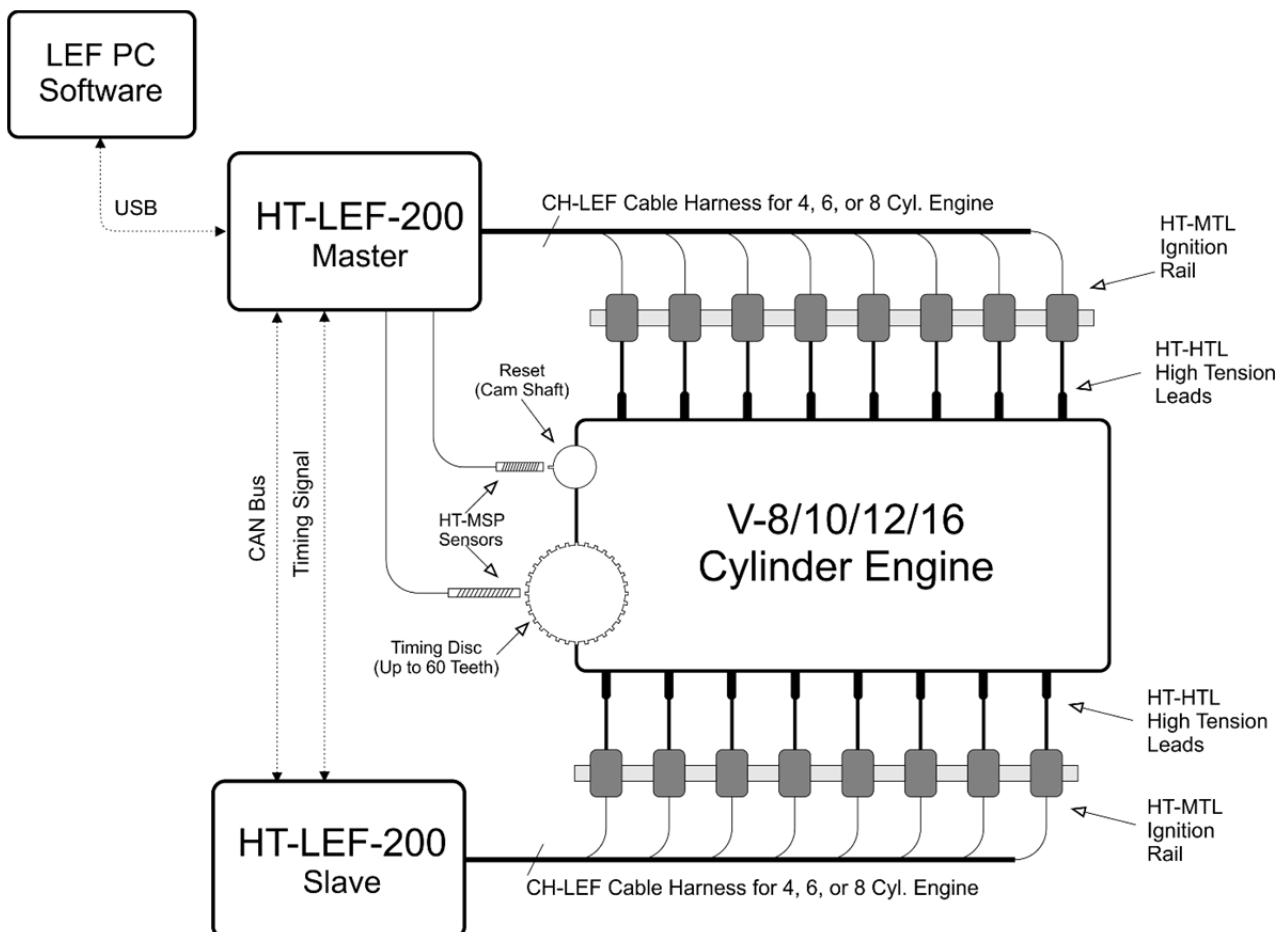 LEF PC
Software
USB
HT-LEF-200
Master
CH-LEF Cable Harness for 4, 6, or 8 Cyl. Engine
HT-MTL
Ignition
Rail
HT-HTL
High Tension
Leads
Reset
(Cam Shaft)
CAN Bus
Timing Signal
HT-MSP
Sensors
V-8/10/12/16
Cylinder Engine
Timing Disc
(Up to 60 Teeth)
HT-HTL
High Tension
Leads
HT-MTL
Ignition
Rail
HT-LEF-200
Slave
CH-LEF Cable Harness for 4, 6, or 8 Cyl. Engine